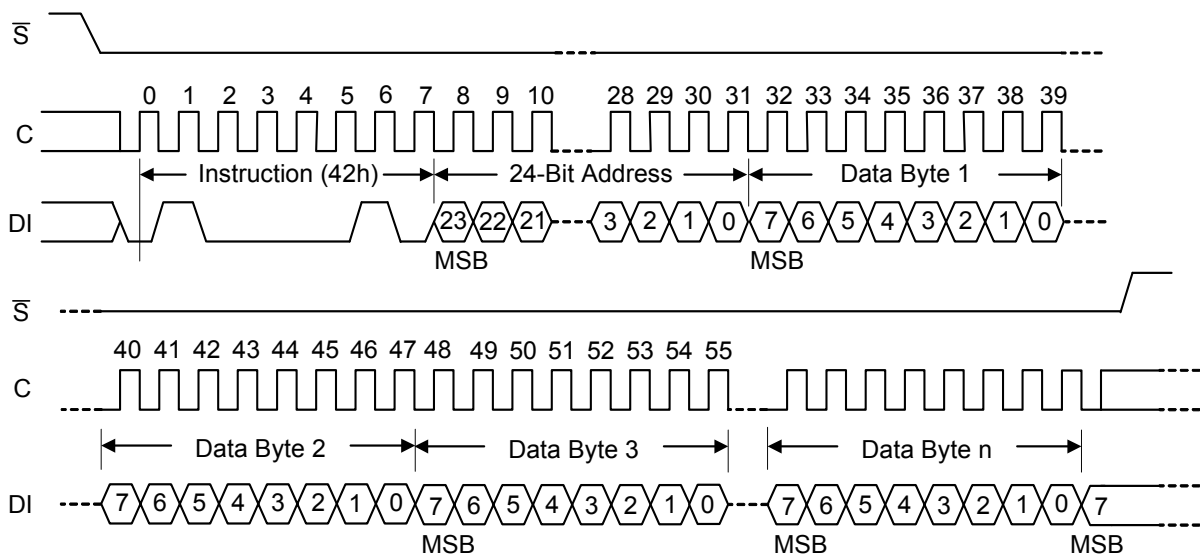 S
0 1 2 3 4 5 6 7 8 9 10 28 29 30 31 32 33 34 35 36 37 38 39
C
Instruction (42h) 24-Bit Address Data Byte 1
DI 23 22 21 3 2 1 0 7 6 5 4 3 2 1 0
MSB MSB
S
40 41 42 43 44 45 46 47 48 49 50 51 52 53 54 55
C
Data Byte 2 Data Byte 3 Data Byte n
DI 7 6 5 4 3 2 1 0 7 6 5 4 3 2 1 0 7 6 5 4 3 2 1 0 7
MSB MSB MSB